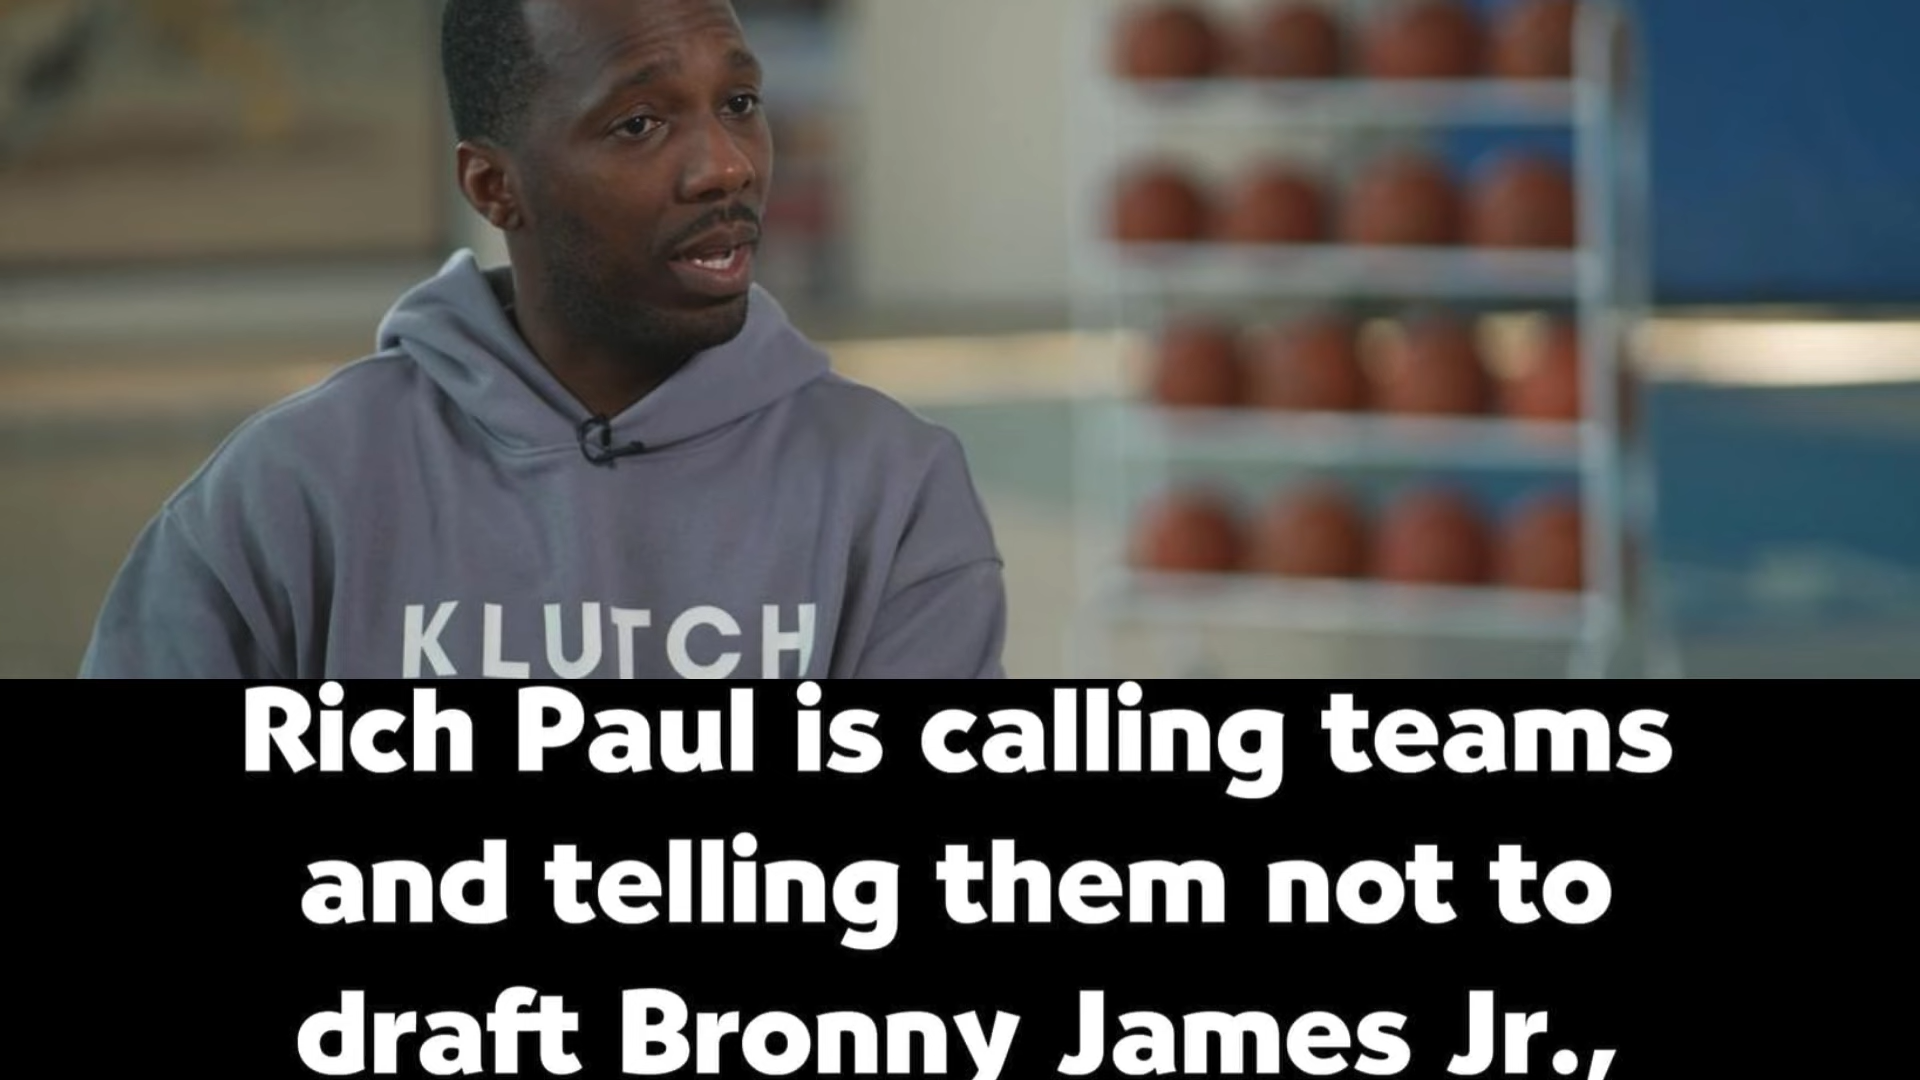 KLUTCH
Rich Paul is calling teams
and telling them not to
draft Bronny James Jr.,